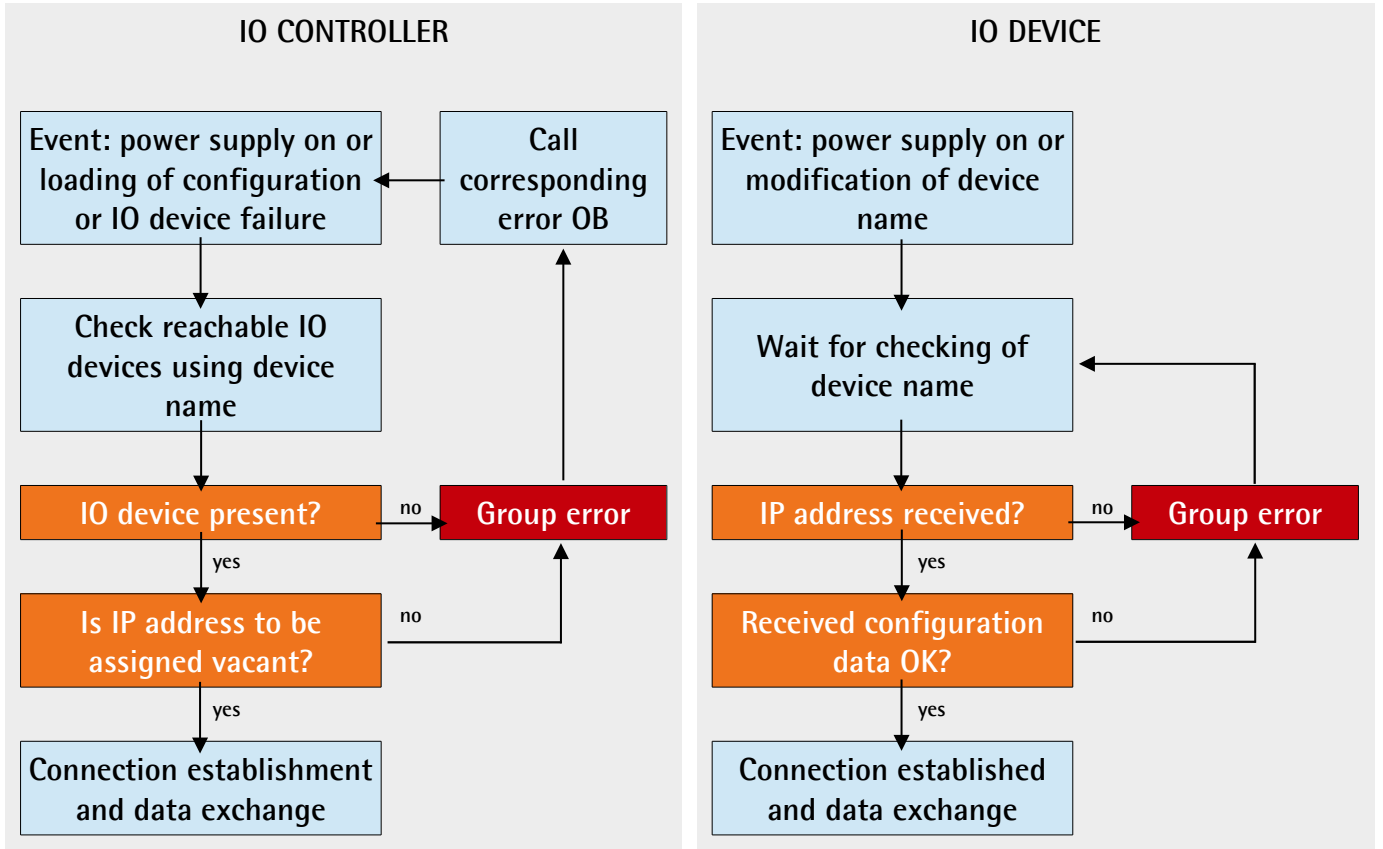 IO CONTROLLER
Event: power supply on or
loading of configuration
or IO device failure
Call
corresponding
error OB
Check reachable IO
devices using device
name
IO device present?
no
Group error
yes
Is IP address to be
assigned vacant?
no
yes
Connection establishment
and data exchange
IO DEVICE
Event: power supply on or
modification of device
name
Wait for checking of
device name
IP address received?
no
Group error
yes
Received configuration
data OK?
no
yes
Connection established
and data exchange